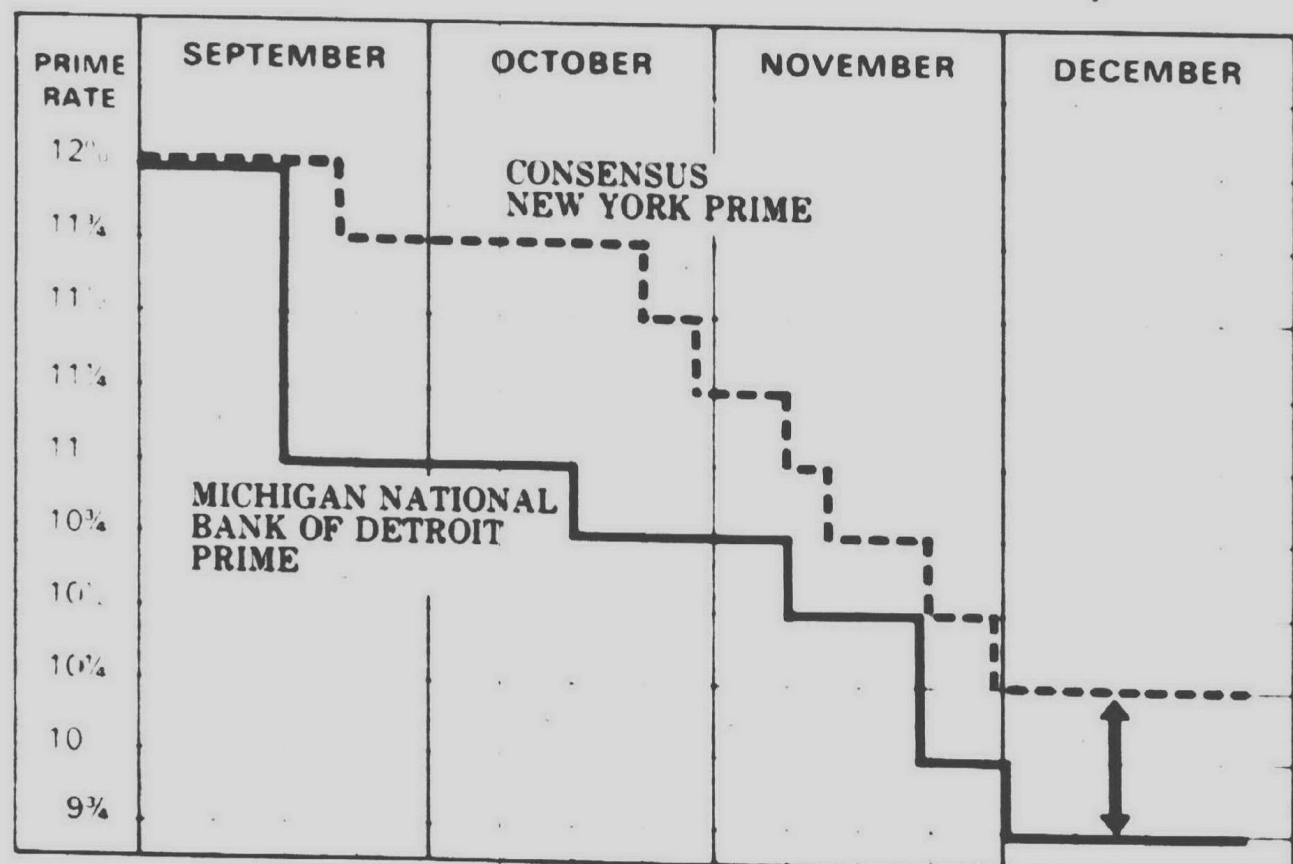 PRIME
RATE
SEPTEMBER
OCTOBER
NOVEMBER
DECEMBER
12%
11¾
11¼
11
10¾
10¼
10
9¾
CONSENSUS
NEW YORK PRIME
MICHIGAN NATIONAL
BANK OF DETROIT
PRIME